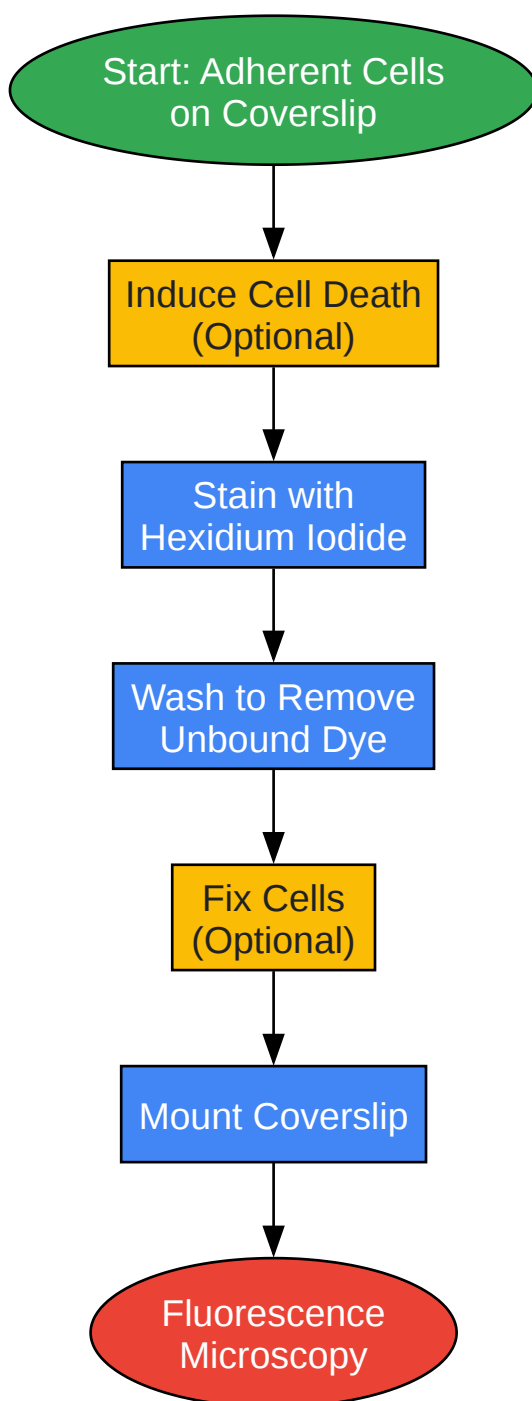 Start: Adherent Cells
on Coverslip
Induce Cell Death
(Optional)
Stain with
Hexidium Iodide
Wash to Remove
Unbound Dye
Fix Cells
(Optional)
Mount Coverslip
Fluorescence
Microscopy